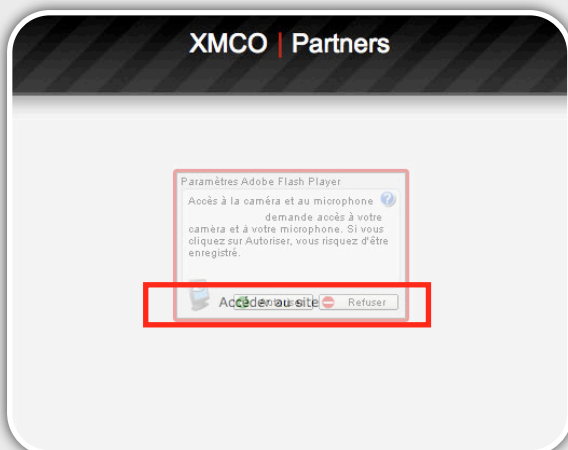 XMCO | Partners
Paramètres Adobe Flash Player
Accès à la caméra et au microphone ?
demande accès à votre
caméra et à votre microphone. Si vous
cliquez sur Autoriser, vous risquez d'être
enregistré.
Accéder au site Refuser